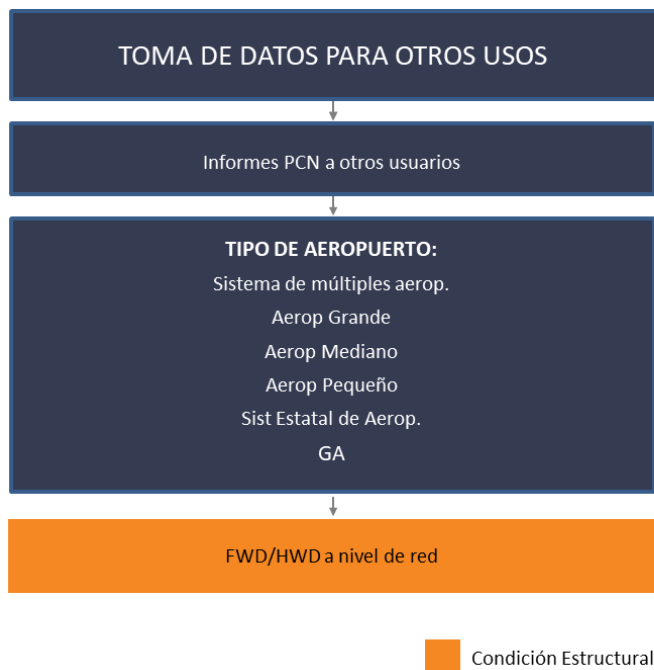 TOMA DE DATOS PARA OTROS USOS
Informes PCN a otros usuarios
TIPO DE AEROPUERTO:
Sistema de múltiples aerop.
Aerop Grande
Aerop Mediano
Aerop Pequeño
Sist Estatal de Aerop.
GA
FWD/HWD a nivel de red
Condición Estructural